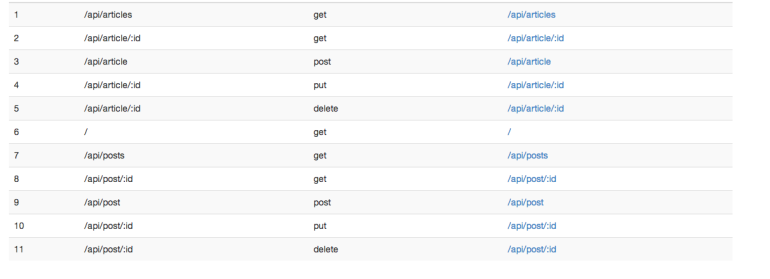 1 /api/articles get /api/articles
2 /api/article/:id get /api/article/:id
3 /api/article post /api/article
4 /api/article/:id put /api/article/:id
5 /api/article/:id delete /api/article/:id
6 / get /
7 /api/posts get /api/posts
8 /api/post/:id get /api/post/:id
9 /api/post post /api/post
10 /api/post/:id put /api/post/:id
11 /api/post/:id delete /api/post/:id